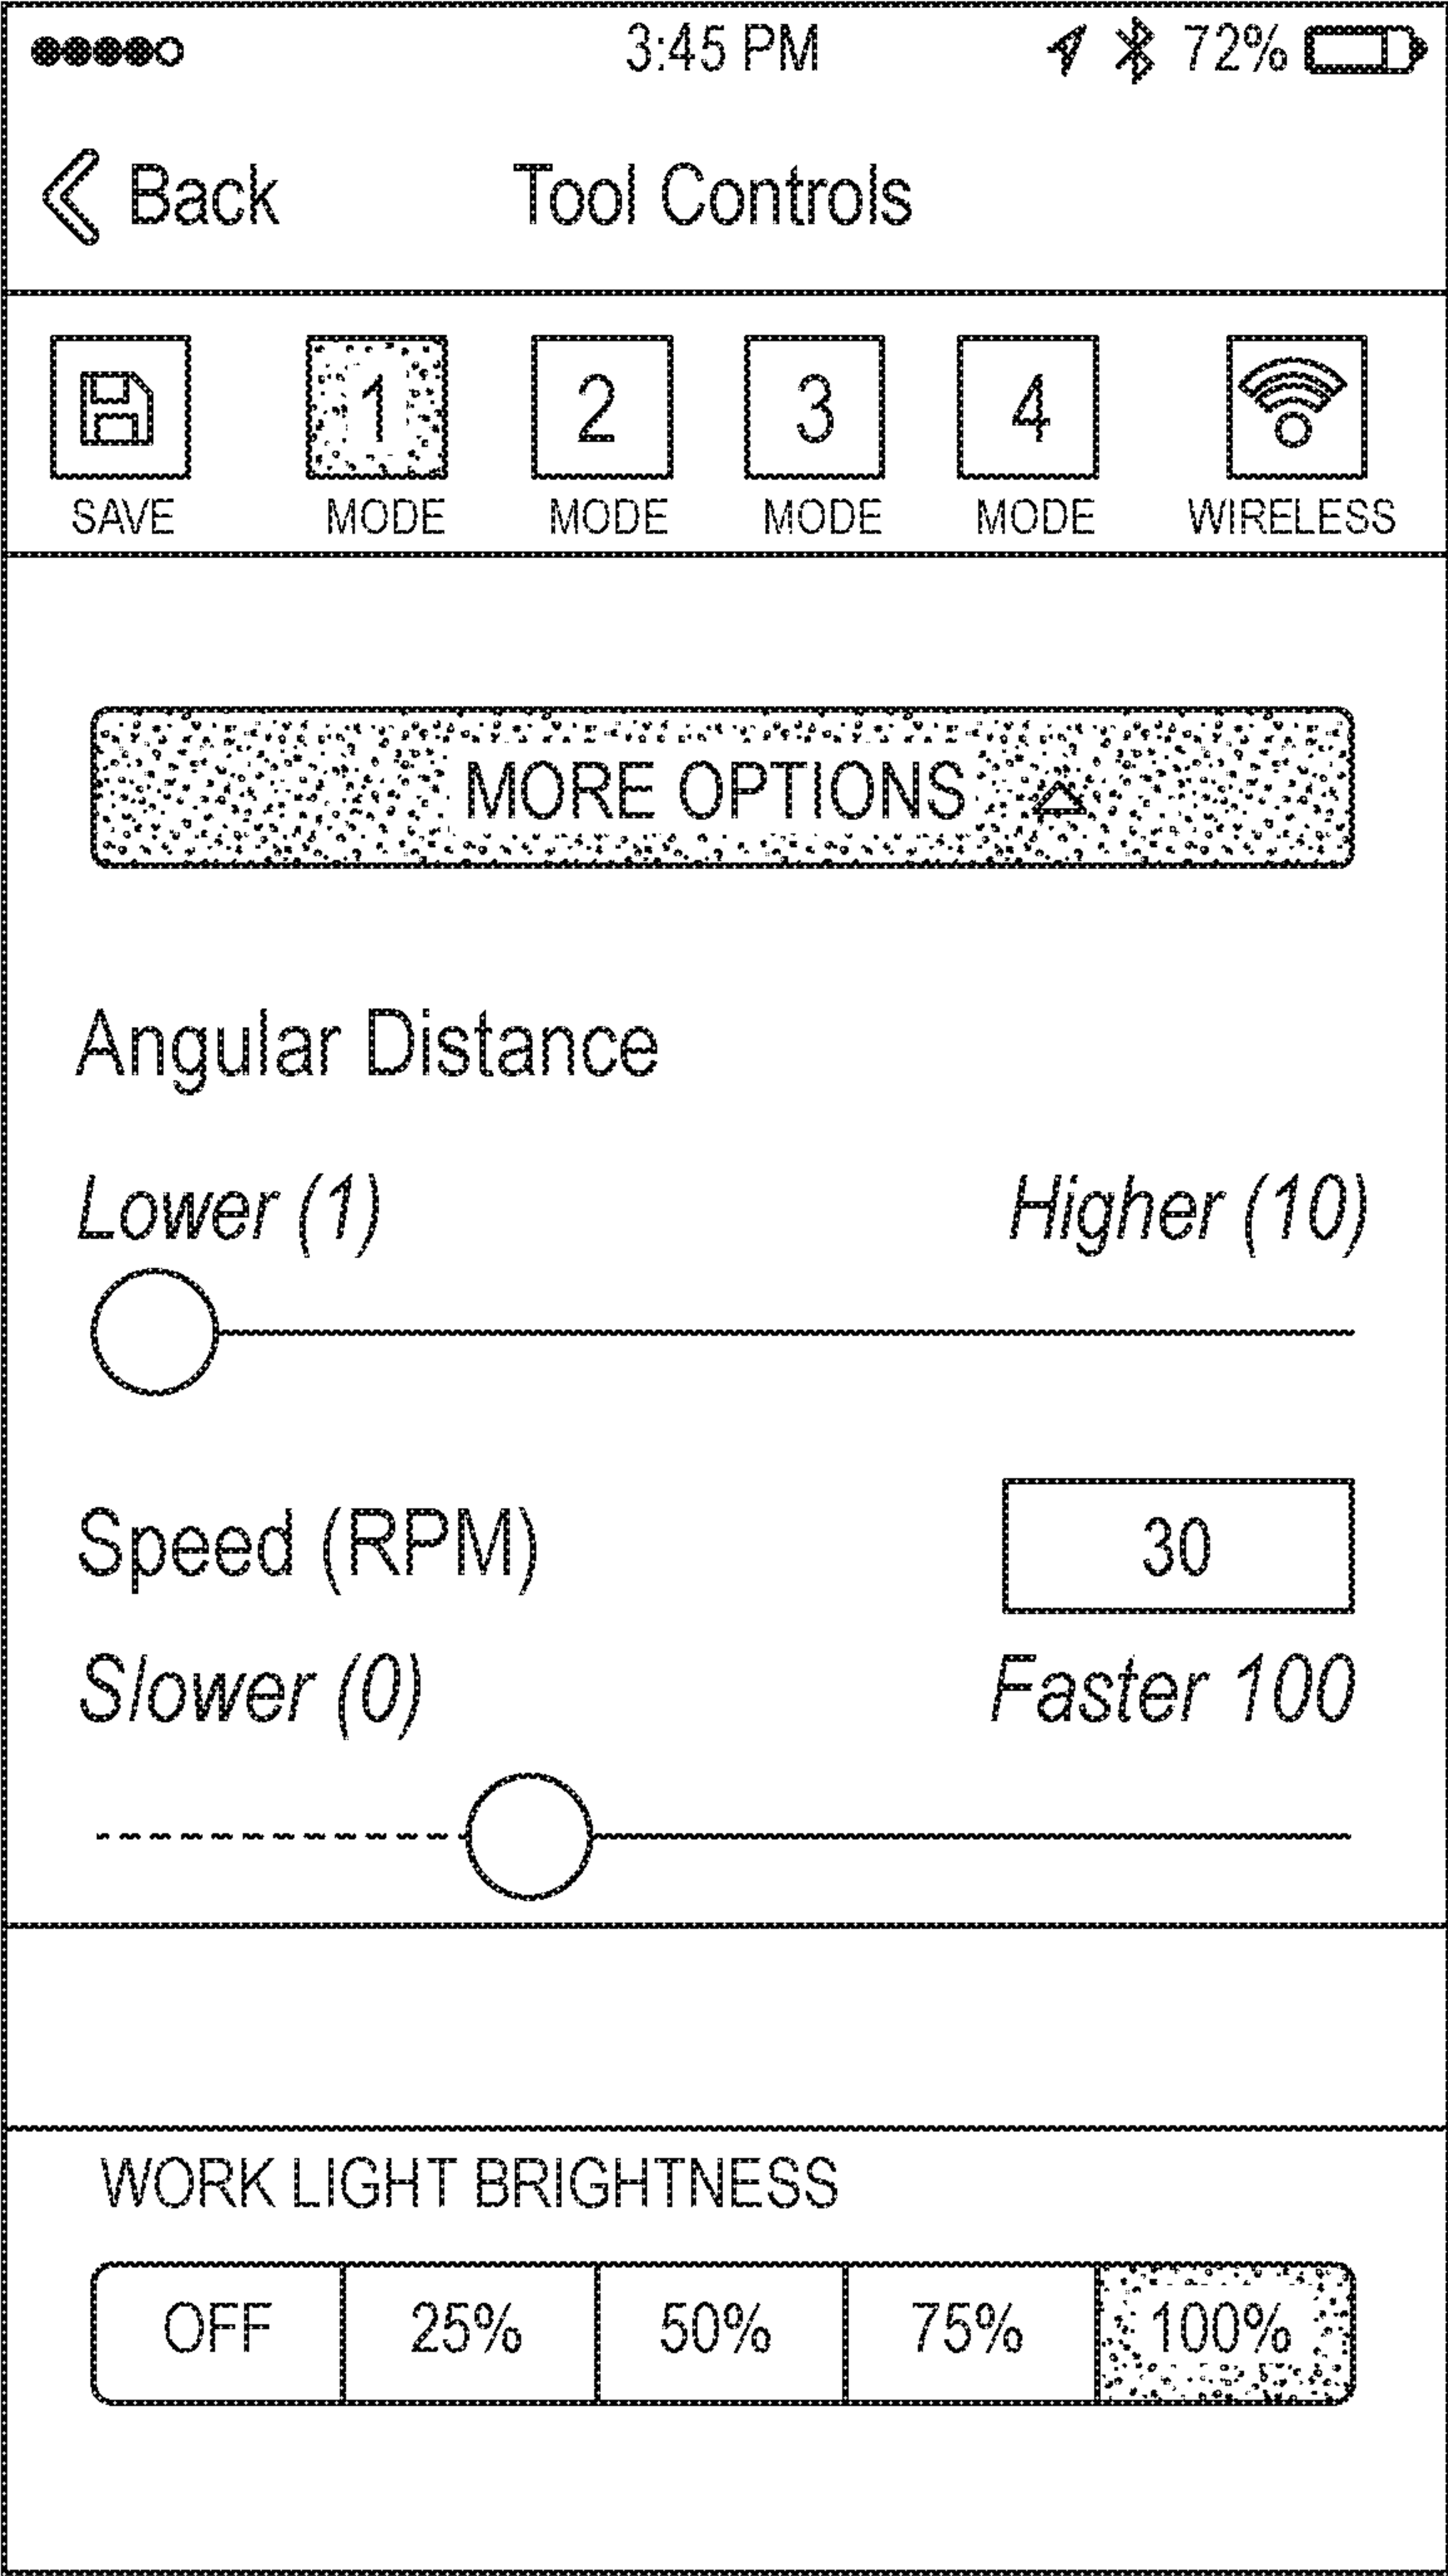 3:45 PM 72%
Back Tool Controls
1 2 3 4
SAVE MODE MODE MODE MODE WIRELESS
MORE OPTIONS
Angular Distance
Lower (1) Higher (10)
Speed (RPM) 30
Slower (0) Faster 100
WORK LIGHT BRIGHTNESS
OFF 25% 50% 75% 100%